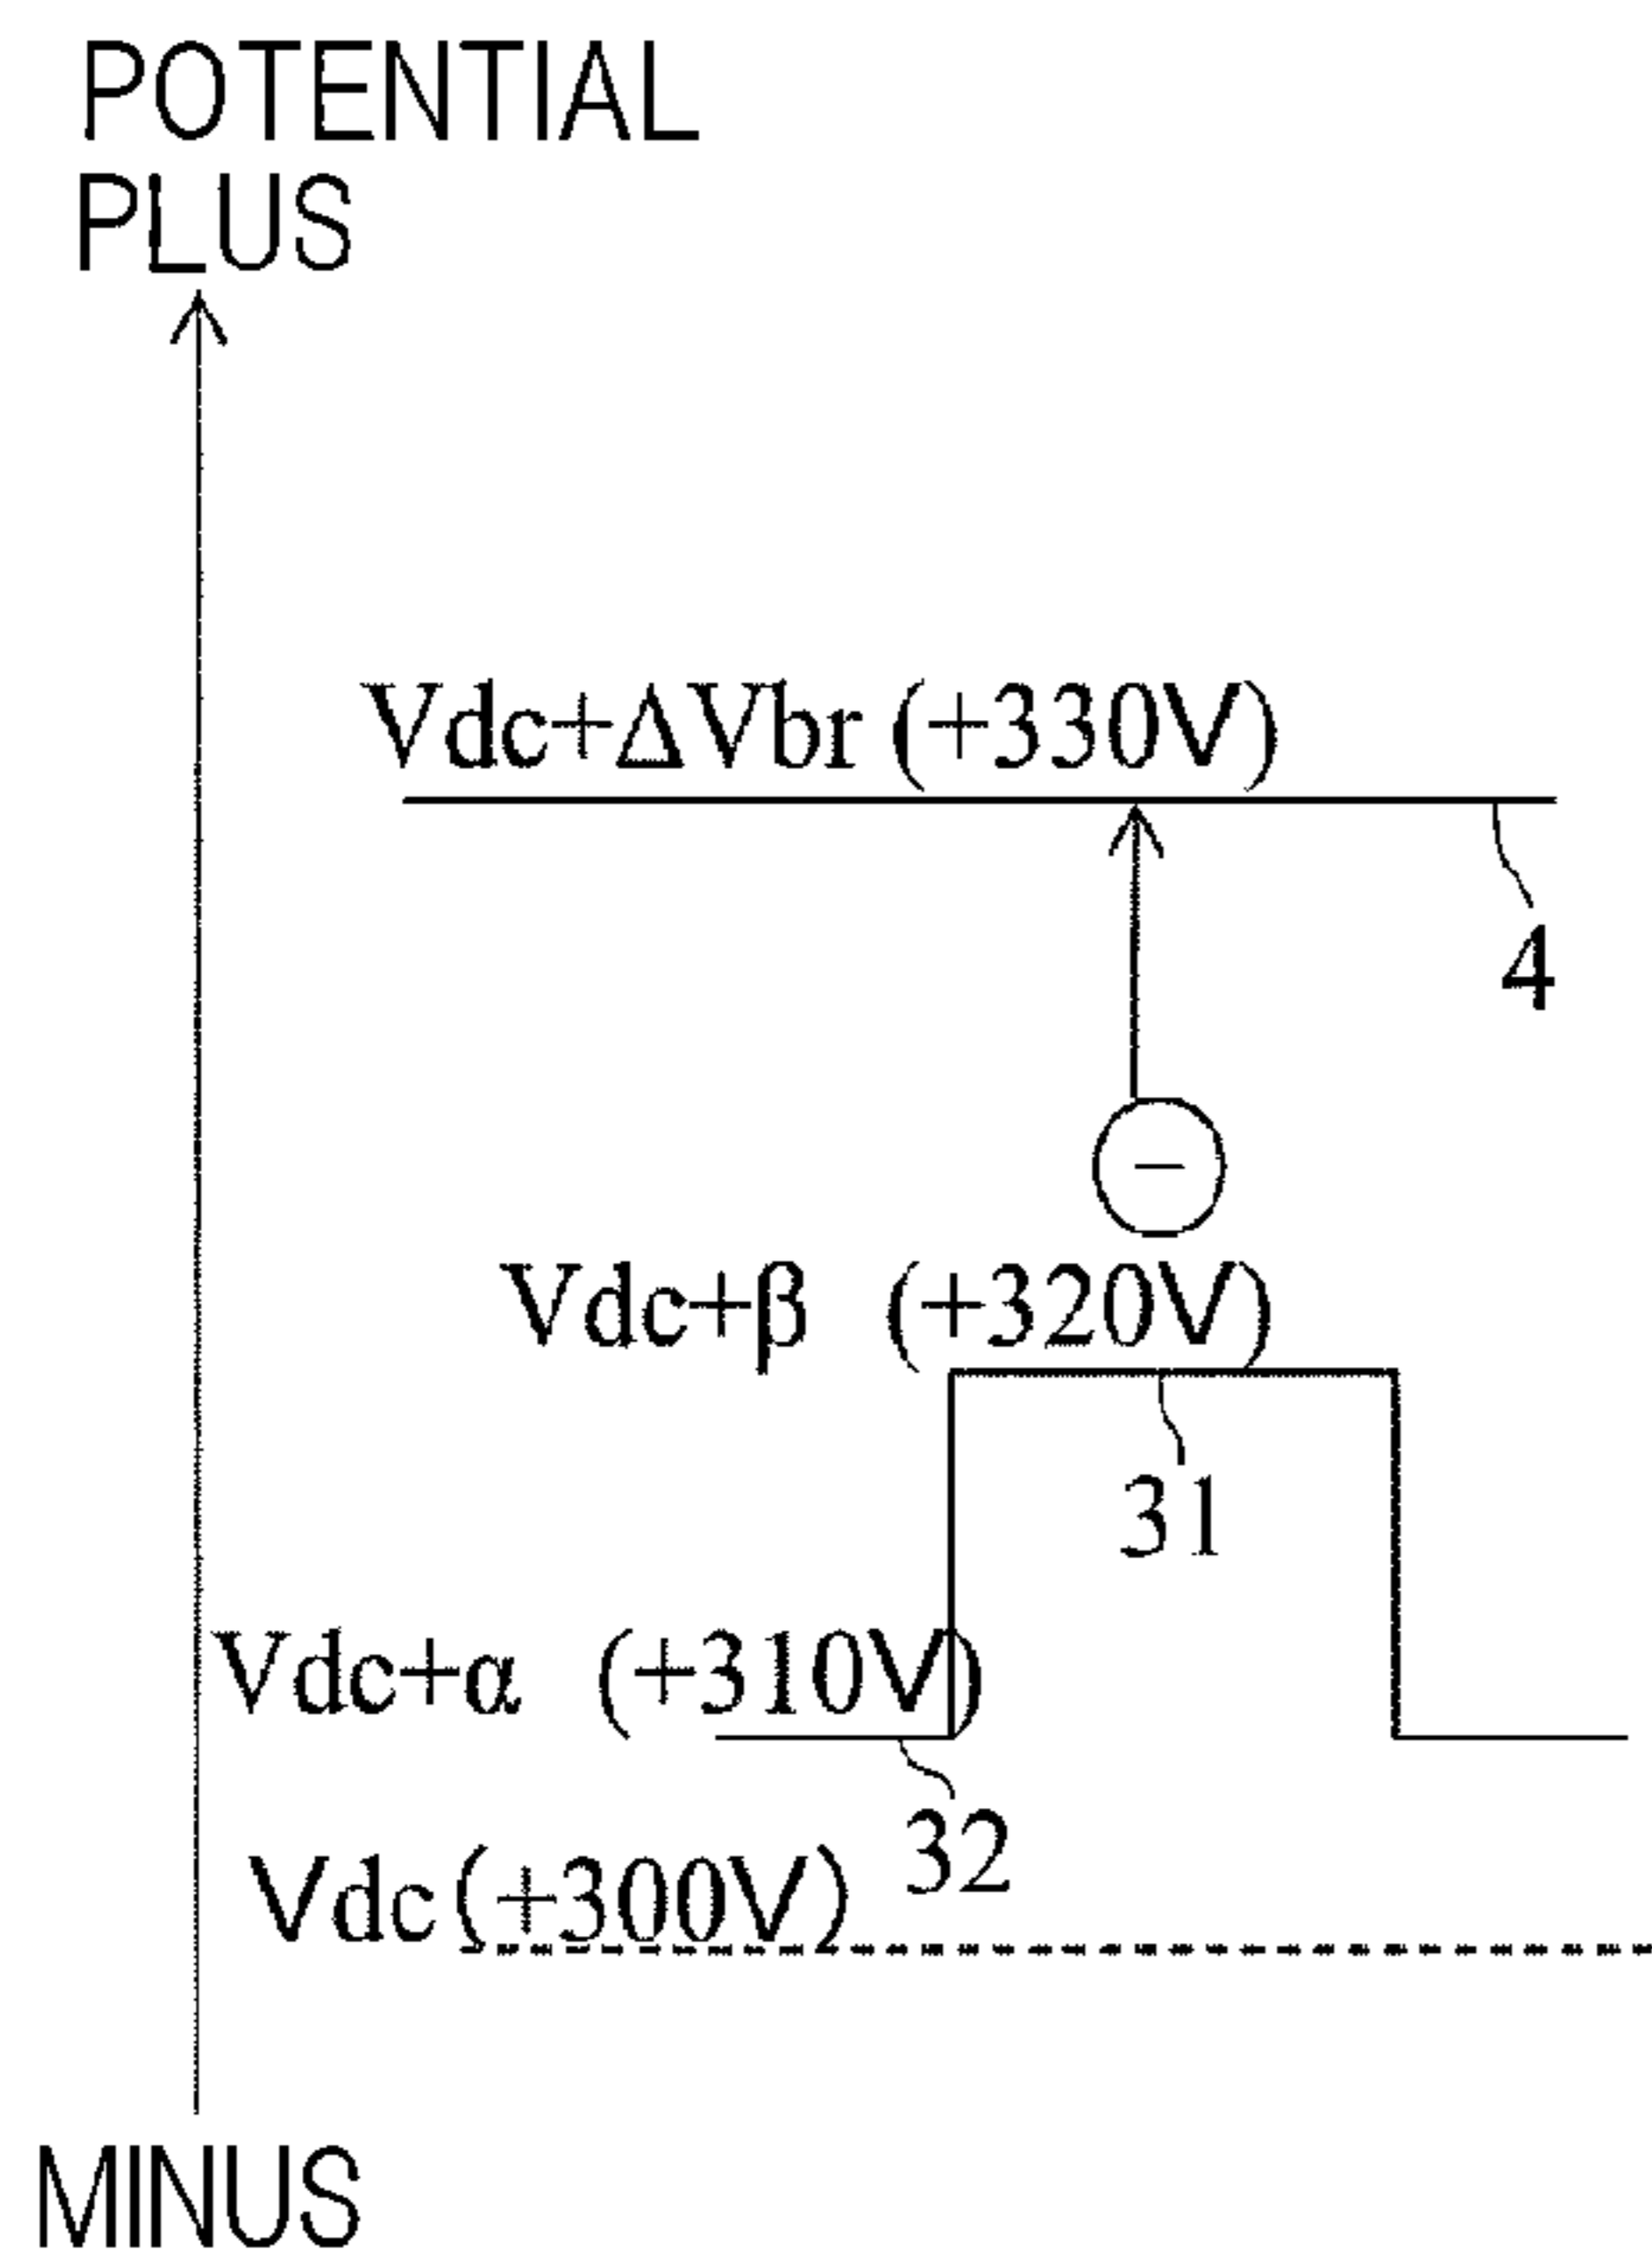 POTENTIAL
PLUS
Vdc+ΔVbr (+330V)
4
−
Vdc+β (+320V)
31
Vdc+α (+310V)
32
Vdc(+300V)
MINUS